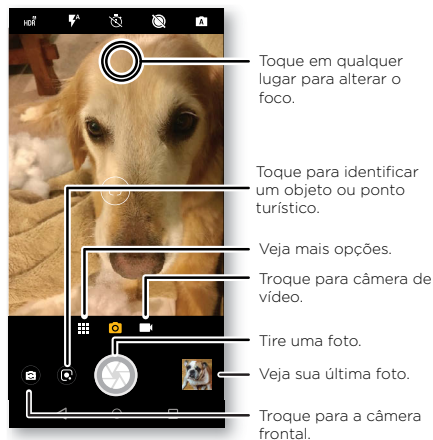 HDR
A
A
Toque em qualquer
lugar para alterar o
foco.
Toque para identificar
um objeto ou ponto
turístico.
Veja mais opções.
Troque para câmera de
vídeo.
Tire uma foto.
Veja sua última foto.
Troque para a câmera
frontal.